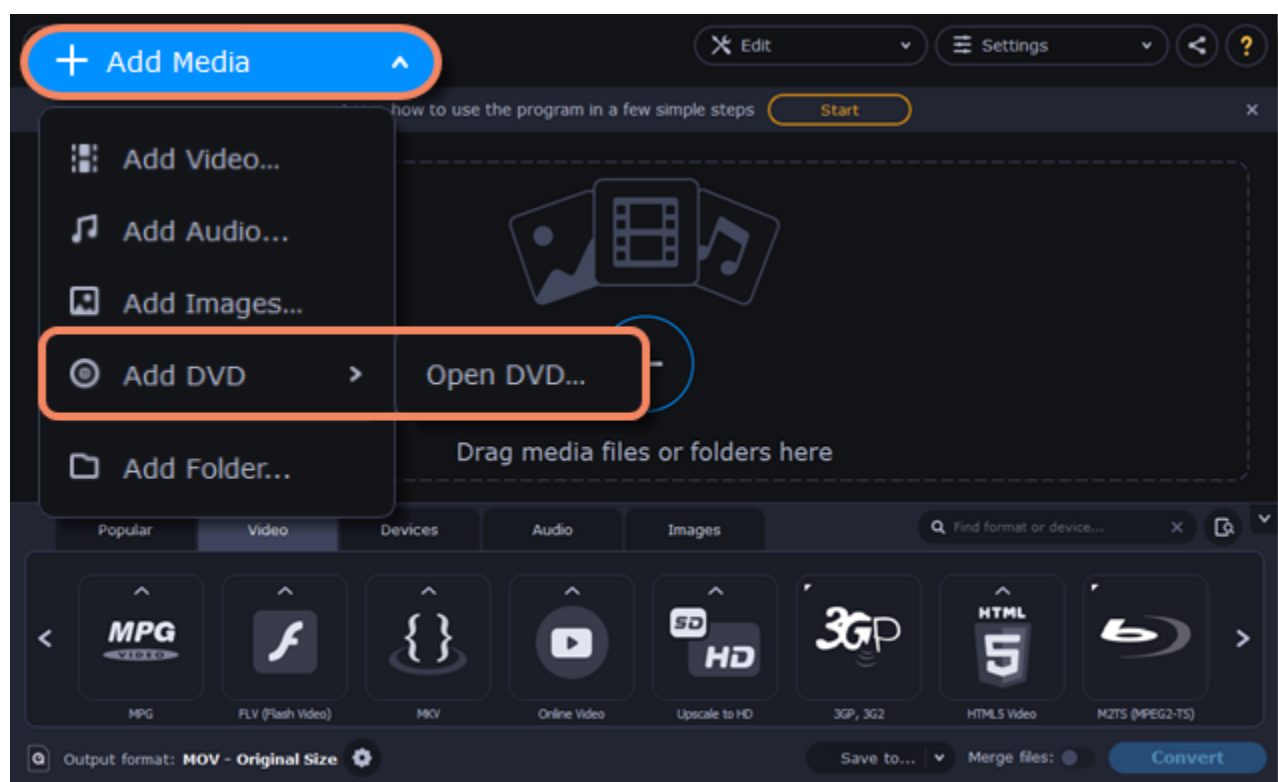 Add Media
Edit
Settings
?
how to use the program in a few simple steps
Start
Add Video...
Add Audio...
Add Images...
Add DVD
Open DVD...
Add Folder...
Drag media files or folders here
Popular
Video
Devices
Audio
Images
Find format or device...
MPG
VIDEO
f
{ }
SD
HD
3GP
HTML
5
b
MPG
FLV (Flash Video)
MKV
Online Video
Upscale to HD
3GP, 3G2
HTML5 Video
M2TS (MPEG2-TS)
Output format: MOV - Original Size
Save to...
Merge files:
Convert